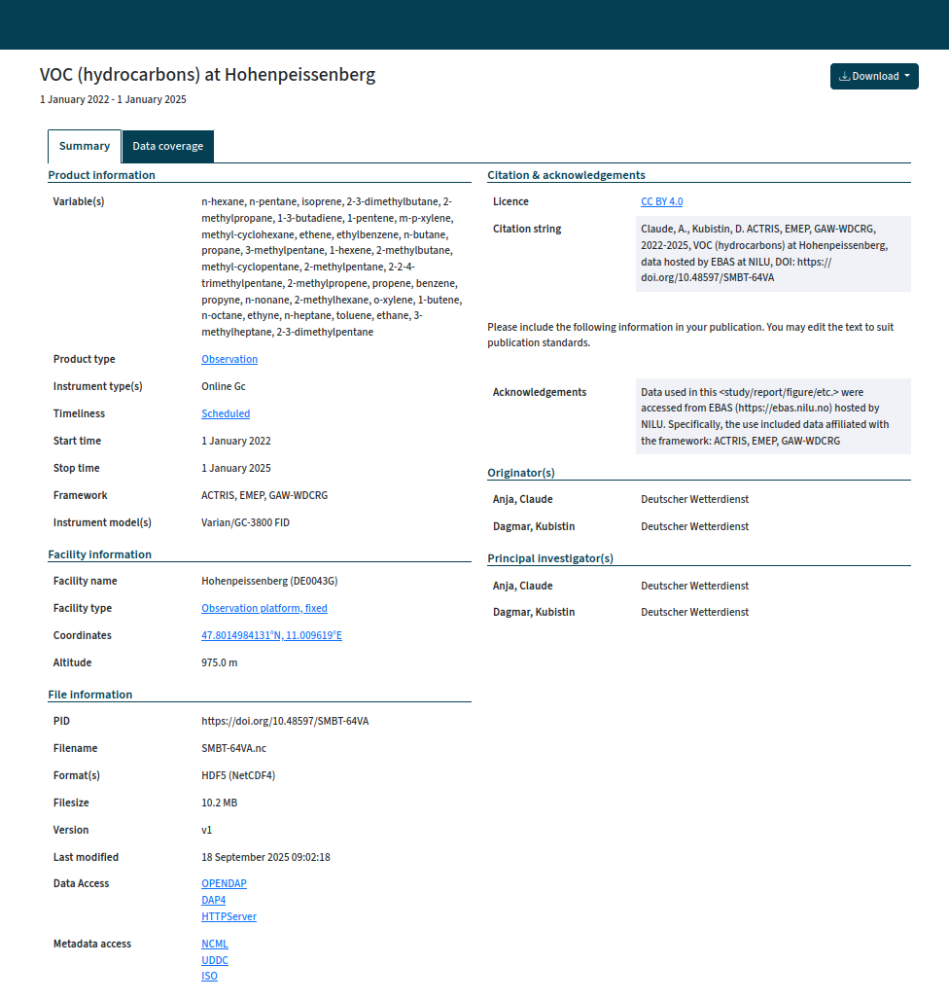 VOC (hydrocarbons) at Hohenpeissenberg
Download
1 January 2022 - 1 January 2025
Summary
Data coverage
Product information
Variable(s)
n-hexane, n-pentane, isoprene, 2-3-dimethylbutane, 2-
methylpropane, 1-3-butadiene, 1-pentene, m-p-xylene,
methyl-cyclohexane, ethene, ethylbenzene, n-butane,
propane, 3-methylpentane, 1-hexene, 2-methylbutane,
methyl-cyclopentane, 2-methylpentane, 2-2-4-
trimethylpentane, 2-methylpropene, propene, benzene,
propyne, n-nonane, 2-methylhexane, o-xylene, 1-butene,
n-octane, ethyne, n-heptane, toluene, ethane, 3-
methylheptane, 2-3-dimethylpentane
Product type
Observation
Instrument type(s)
Online Gc
Timeliness
Scheduled
Start time
1 January 2022
Stop time
1 January 2025
Framework
ACTRIS, EMEP, GAW-WDCRG
Instrument model(s)
Varian/GC-3800 FID
Facility information
Facility name
Hohenpeissenberg (DE0043G)
Facility type
Observation platform, fixed
Coordinates
47.8014984131°N, 11.009619°E
Altitude
975.0 m
File information
PID
https://doi.org/10.48597/SMBT-64VA
Filename
SMBT-64VA.nc
Format(s)
HDF5 (NetCDF4)
Filesize
10.2 MB
Version
v1
Last modified
18 September 2025 09:02:18
Data Access
OPENDAP
DAP4
HTTPServer
Metadata access
NCML
UDDC
ISO
Citation & acknowledgements
Licence
CC BY 4.0
Citation string
Claude, A., Kubistin, D. ACTRIS, EMEP, GAW-WDCRG,
2022-2025, VOC (hydrocarbons) at Hohenpeissenberg,
data hosted by EBAS at NILU, DOI: https://
doi.org/10.48597/SMBT-64VA
Please include the following information in your publication. You may edit the text to suit
publication standards.
Acknowledgements
Data used in this <study/report/figure/etc.> were
accessed from EBAS (https://ebas.nilu.no) hosted by
NILU. Specifically, the use included data affiliated with
the framework: ACTRIS, EMEP, GAW-WDCRG
Originator(s)
Anja, Claude
Deutscher Wetterdienst
Dagmar, Kubistin
Deutscher Wetterdienst
Principal investigator(s)
Anja, Claude
Deutscher Wetterdienst
Dagmar, Kubistin
Deutscher Wetterdienst